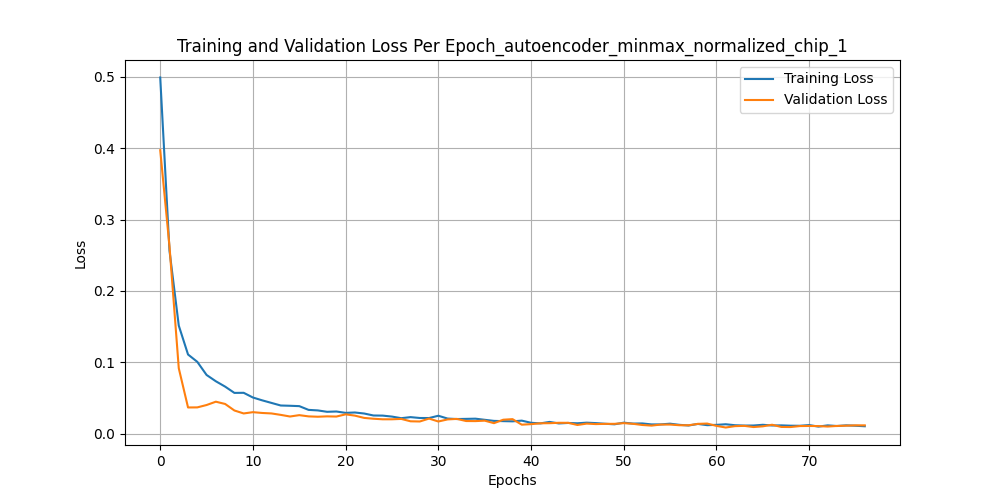 Training and Validation Loss Per Epoch_autoencoder_minmax_normalized_chip_1
Training Loss
Validation Loss
Loss
0.5
0.4
0.3
0.2
0.1
0.0
0 10 20 30 40 50 60 70
Epochs